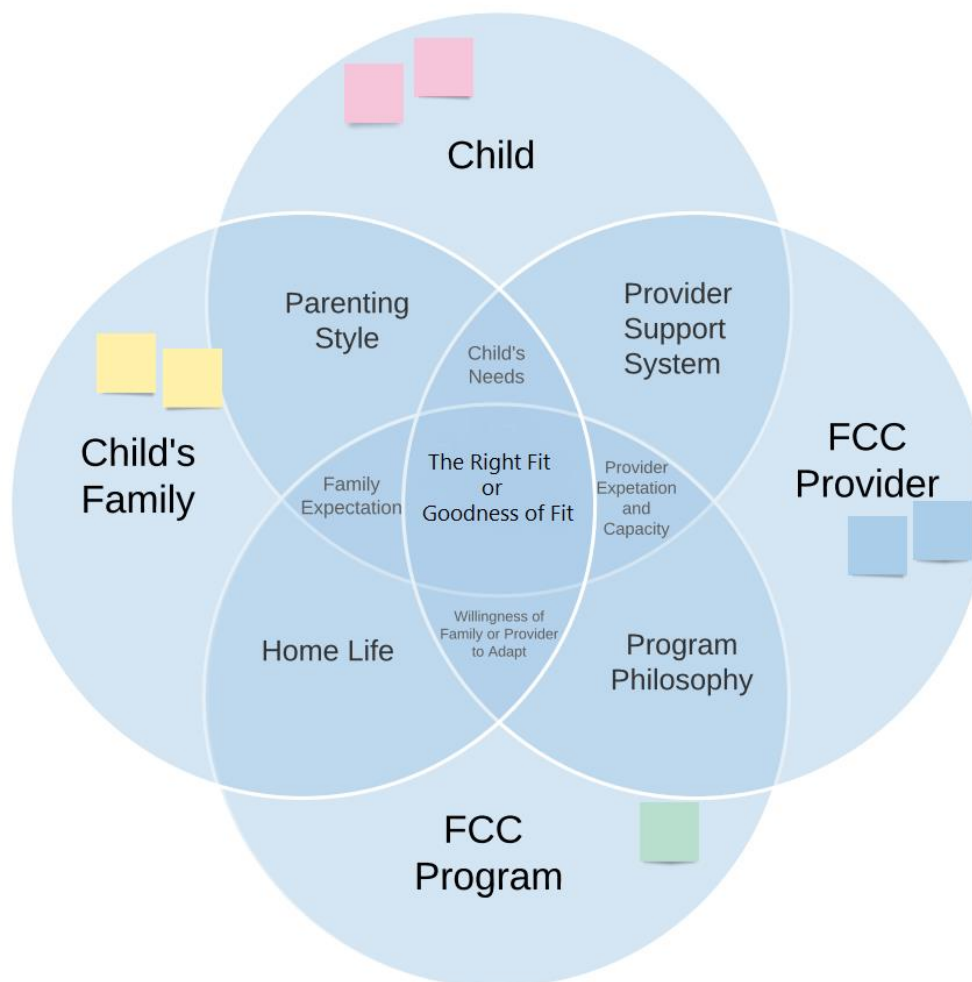 Child
Parenting
Style
Provider
Support
System
Child's
Needs
Child's
Family
FCC
Provider
Family
Expectation
The Right Fit
or
Goodness of Fit
Provider
Expetation
and
Capacity
Willingness of
Family or Provider
to Adapt
Home Life
Program
Philosophy
FCC
Program